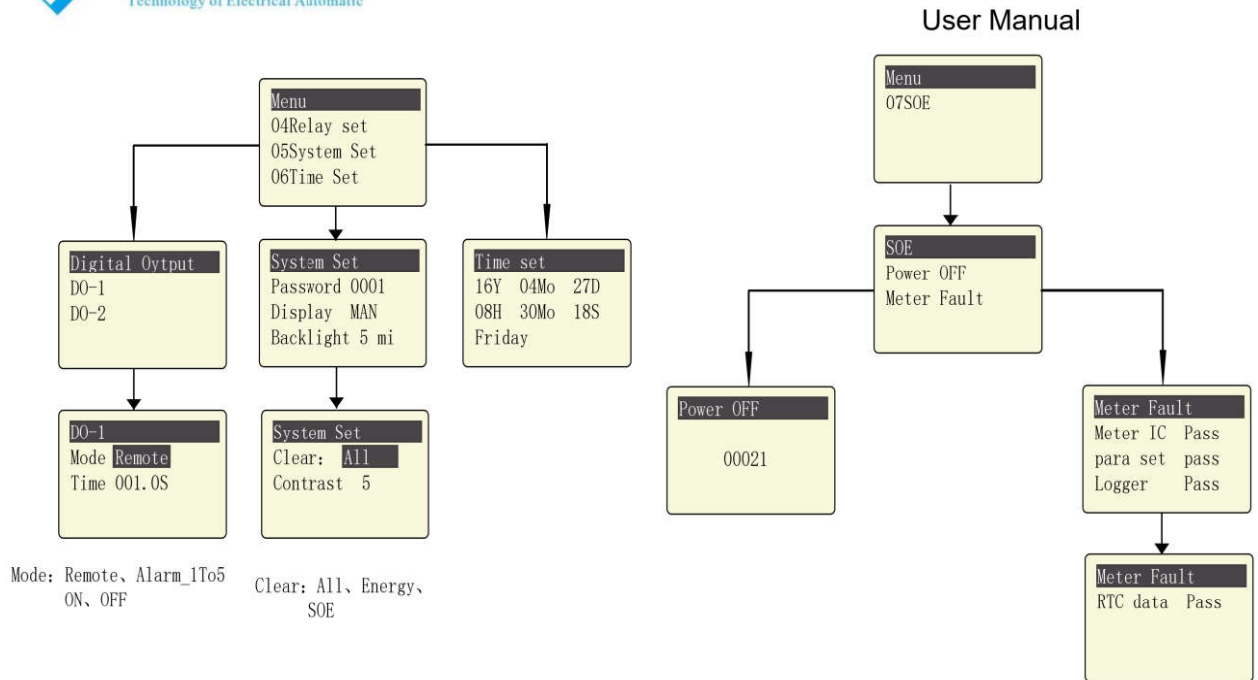 Technology of Electrical Automatic
User Manual
Menu
04Relay set
05System Set
06Time Set
Digital Oytput
DO-1
DO-2
System Set
Password 0001
Display MAN
Backlight 5 mi
Time set
16Y 04Mo 27D
08H 30Mo 18S
Friday
DO-1
Mode Remote
Time 001.0S
System Set
Clear: All
Contrast 5
Mode: Remote、Alarm_1To5
ON、OFF
Clear: All、Energy、
SOE
Menu
07SOE
SOE
Power OFF
Meter Fault
Power OFF
00021
Meter Fault
Meter IC Pass
para set pass
Logger Pass
Meter Fault
RTC data Pass